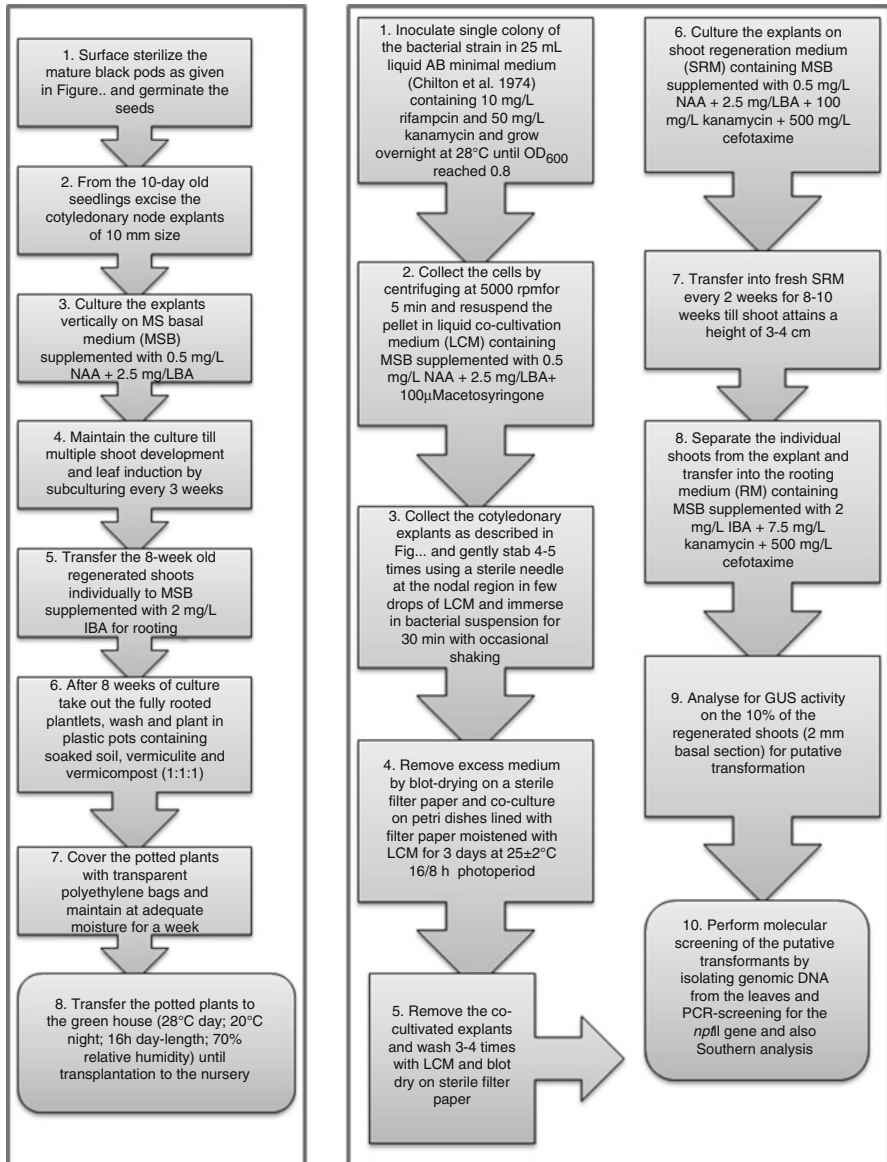 1. Surface sterilize the
mature black pods as given
in Figure.. and germinate the
seeds
2. From the 10-day old
seedlings excise the
cotyledonary node explants
of 10 mm size
3. Culture the explants
vertically on MS basal
medium (MSB)
supplemented with 0.5 mg/L
NAA + 2.5 mg/LBA
4. Maintain the culture till
multiple shoot development
and leaf induction by
subculturing every 3 weeks
5. Transfer the 8-week old
regenerated shoots
individually to MSB
supplemented with 2 mg/L
IBA for rooting
6. After 8 weeks of culture
take out the fully rooted
plantlets, wash and plant in
plastic pots containing
soaked soil, vermiculite and
vermicompost (1:1:1)
7. Cover the potted plants
with transparent
polyethylene bags and
maintain at adequate
moisture for a week
8. Transfer the potted plants to
the green house (28°C day; 20°C
night; 16h day-length; 70%
relative humidity) until
transplantation to the nursery
1. Inoculate single colony of
the bacterial strain in 25 mL
liquid AB minimal medium
(Chilton et al. 1974)
containing 10 mg/L
rifampcin and 50 mg/L
kanamycin and grow
overnight at 28°C until OD600
reached 0.8
2. Collect the cells by
centrifuging at 5000 rpmfor
5 min and resuspend the
pellet in liquid co-cultivation
medium (LCM) containing
MSB supplemented with 0.5
mg/L NAA + 2.5 mg/LBA+
100µMacetosyringone
3. Collect the cotyledonary
explants as described in
Fig... and gently stab 4-5
times using a sterile needle
at the nodal region in few
drops of LCM and immerse
in bacterial suspension for
30 min with occasional
shaking
4. Remove excess medium
by blot-drying on a sterile
filter paper and co-culture
on petri dishes lined with
filter paper moistened with
LCM for 3 days at 25±2°C
16/8 h photoperiod
5. Remove the co-
cultivated explants
and wash 3-4 times
with LCM and blot
dry on sterile filter
paper
6. Culture the explants on
shoot regeneration medium
(SRM) containing MSB
supplemented with 0.5 mg/L
NAA + 2.5 mg/LBA + 100
mg/L kanamycin + 500 mg/L
cefotaxime
7. Transfer into fresh SRM
every 2 weeks for 8-10
weeks till shoot attains a
height of 3-4 cm
8. Separate the individual
shoots from the explant and
transfer into the rooting
medium (RM) containing
MSB supplemented with 2
mg/L IBA + 7.5 mg/L
kanamycin + 500 mg/L
cefotaxime
9. Analyse for GUS activity
on the 10% of the
regenerated shoots (2 mm
basal section) for putative
transformation
10. Perform molecular
screening of the putative
transformants by
isolating genomic DNA
from the leaves and
PCR-screening for the
nptII gene and also
Southern analysis